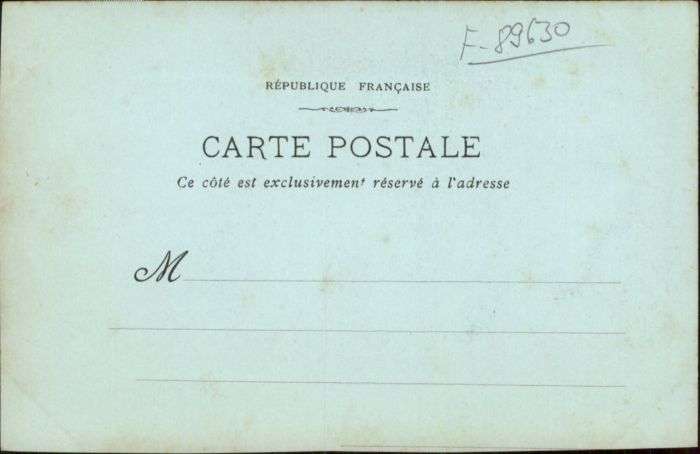 F-89630
RÉPUBLIQUE FRANÇAISE
CARTE POSTALE
Ce côté est exclusivement réservé à l'adresse
M